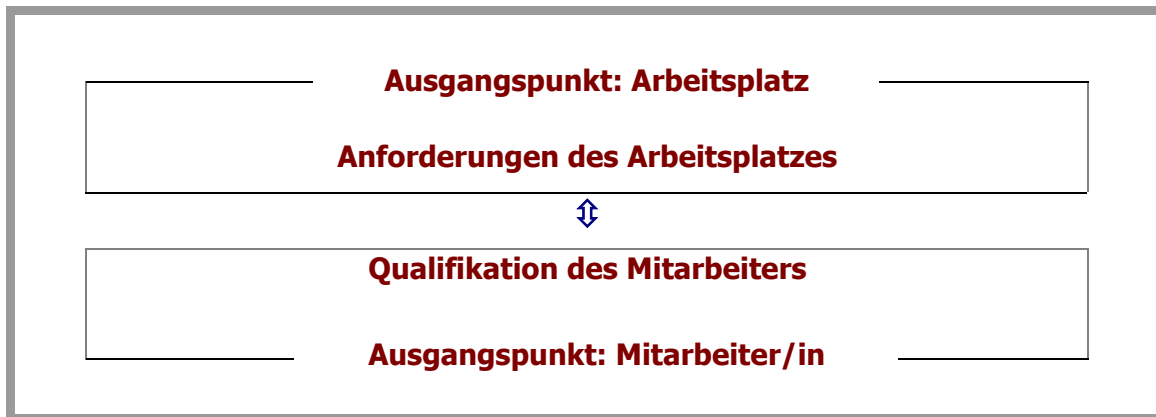 Ausgangspunkt: Arbeitsplatz
Anforderungen des Arbeitsplatzes
⇕
Qualifikation des Mitarbeiters
Ausgangspunkt: Mitarbeiter/in